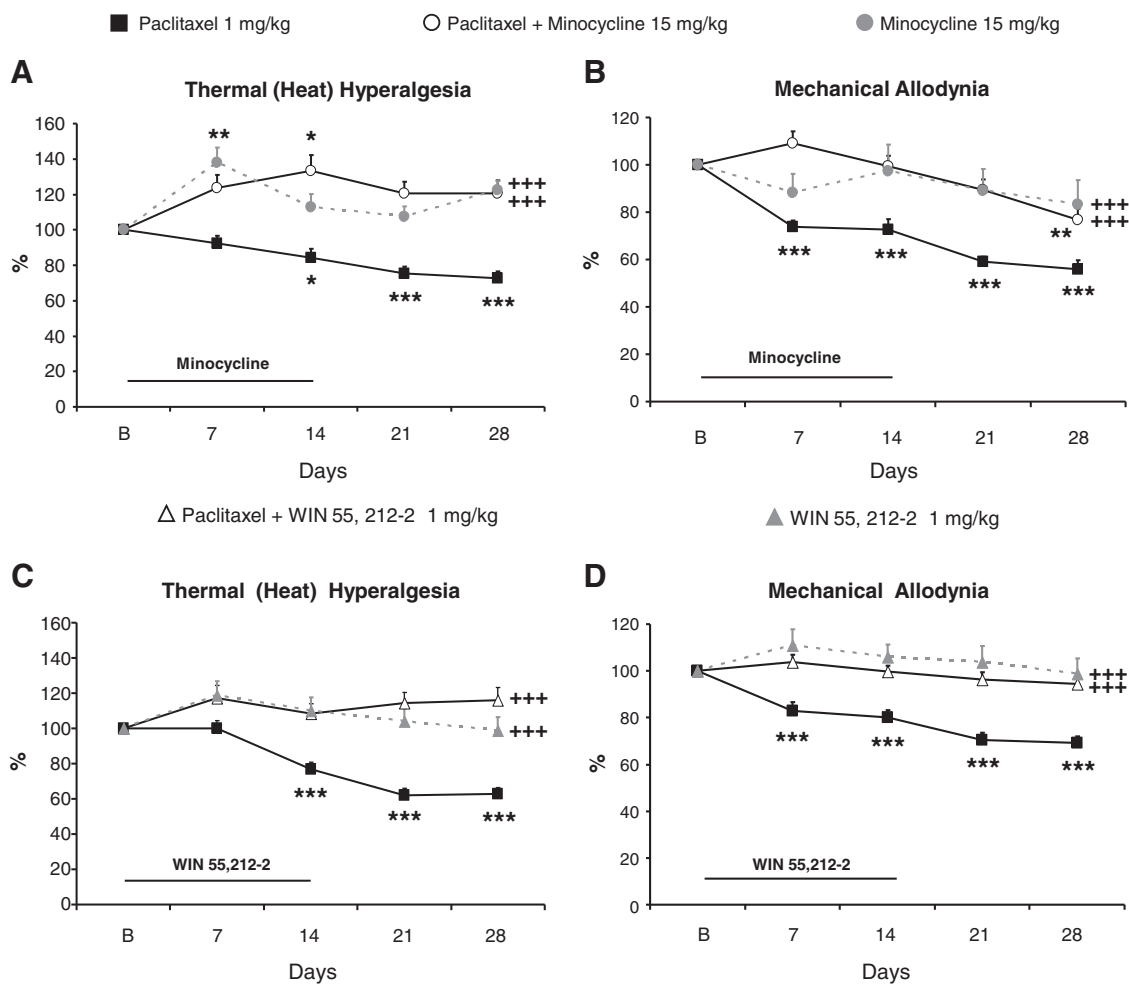 Paclitaxel 1 mg/kg
Paclitaxel + Minocycline 15 mg/kg
Minocycline 15 mg/kg
A
Thermal (Heat) Hyperalgesia
160
140
120
100
80
60
40
20
0
%
**
*
*
***
***
+++
+++
Minocycline
B 7 14 21 28
Days
B
Mechanical Allodynia
120
100
80
60
40
20
0
%
***
***
***
**
***
+++
+++
Minocycline
B 7 14 21 28
Days
Paclitaxel + WIN 55, 212-2 1 mg/kg
WIN 55, 212-2 1 mg/kg
C
Thermal (Heat) Hyperalgesia
160
140
120
100
80
60
40
20
0
%
***
***
***
+++
+++
WIN 55,212-2
B 7 14 21 28
Days
D
Mechanical Allodynia
120
100
80
60
40
20
0
%
***
***
***
***
+++
+++
WIN 55,212-2
B 7 14 21 28
Days